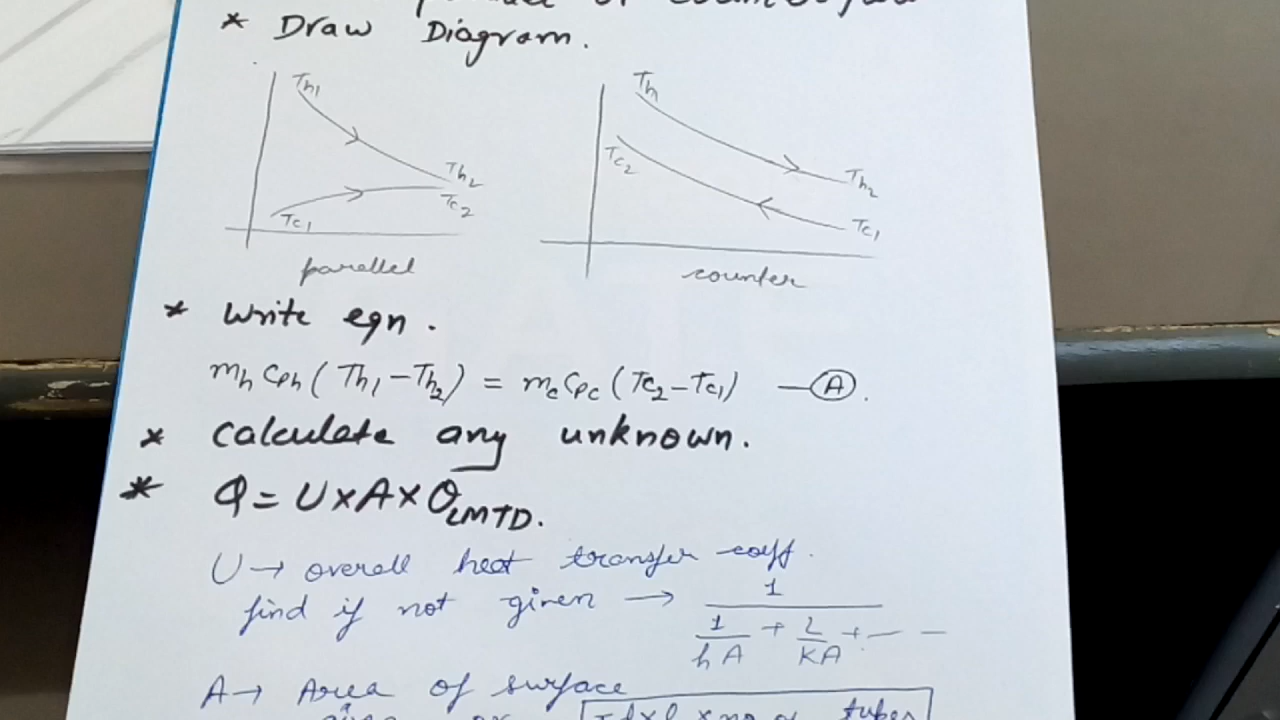 * Draw Diagram.
Th1 Th2 Tc2 Tc1
parallel
Th1 Tc2 Th2 Tc1
counter
* write eqn.
mh Cph (Th1 - Th2) = mc Cpc (Tc2 - Tc1) — (A).
* calculate any unknown.
* Q = U x A x θLMTD.
U → overall heat transfer coeff.
find if not given → 1 / (1/hA + L/KA + - - -
A → Area of surface
tubes